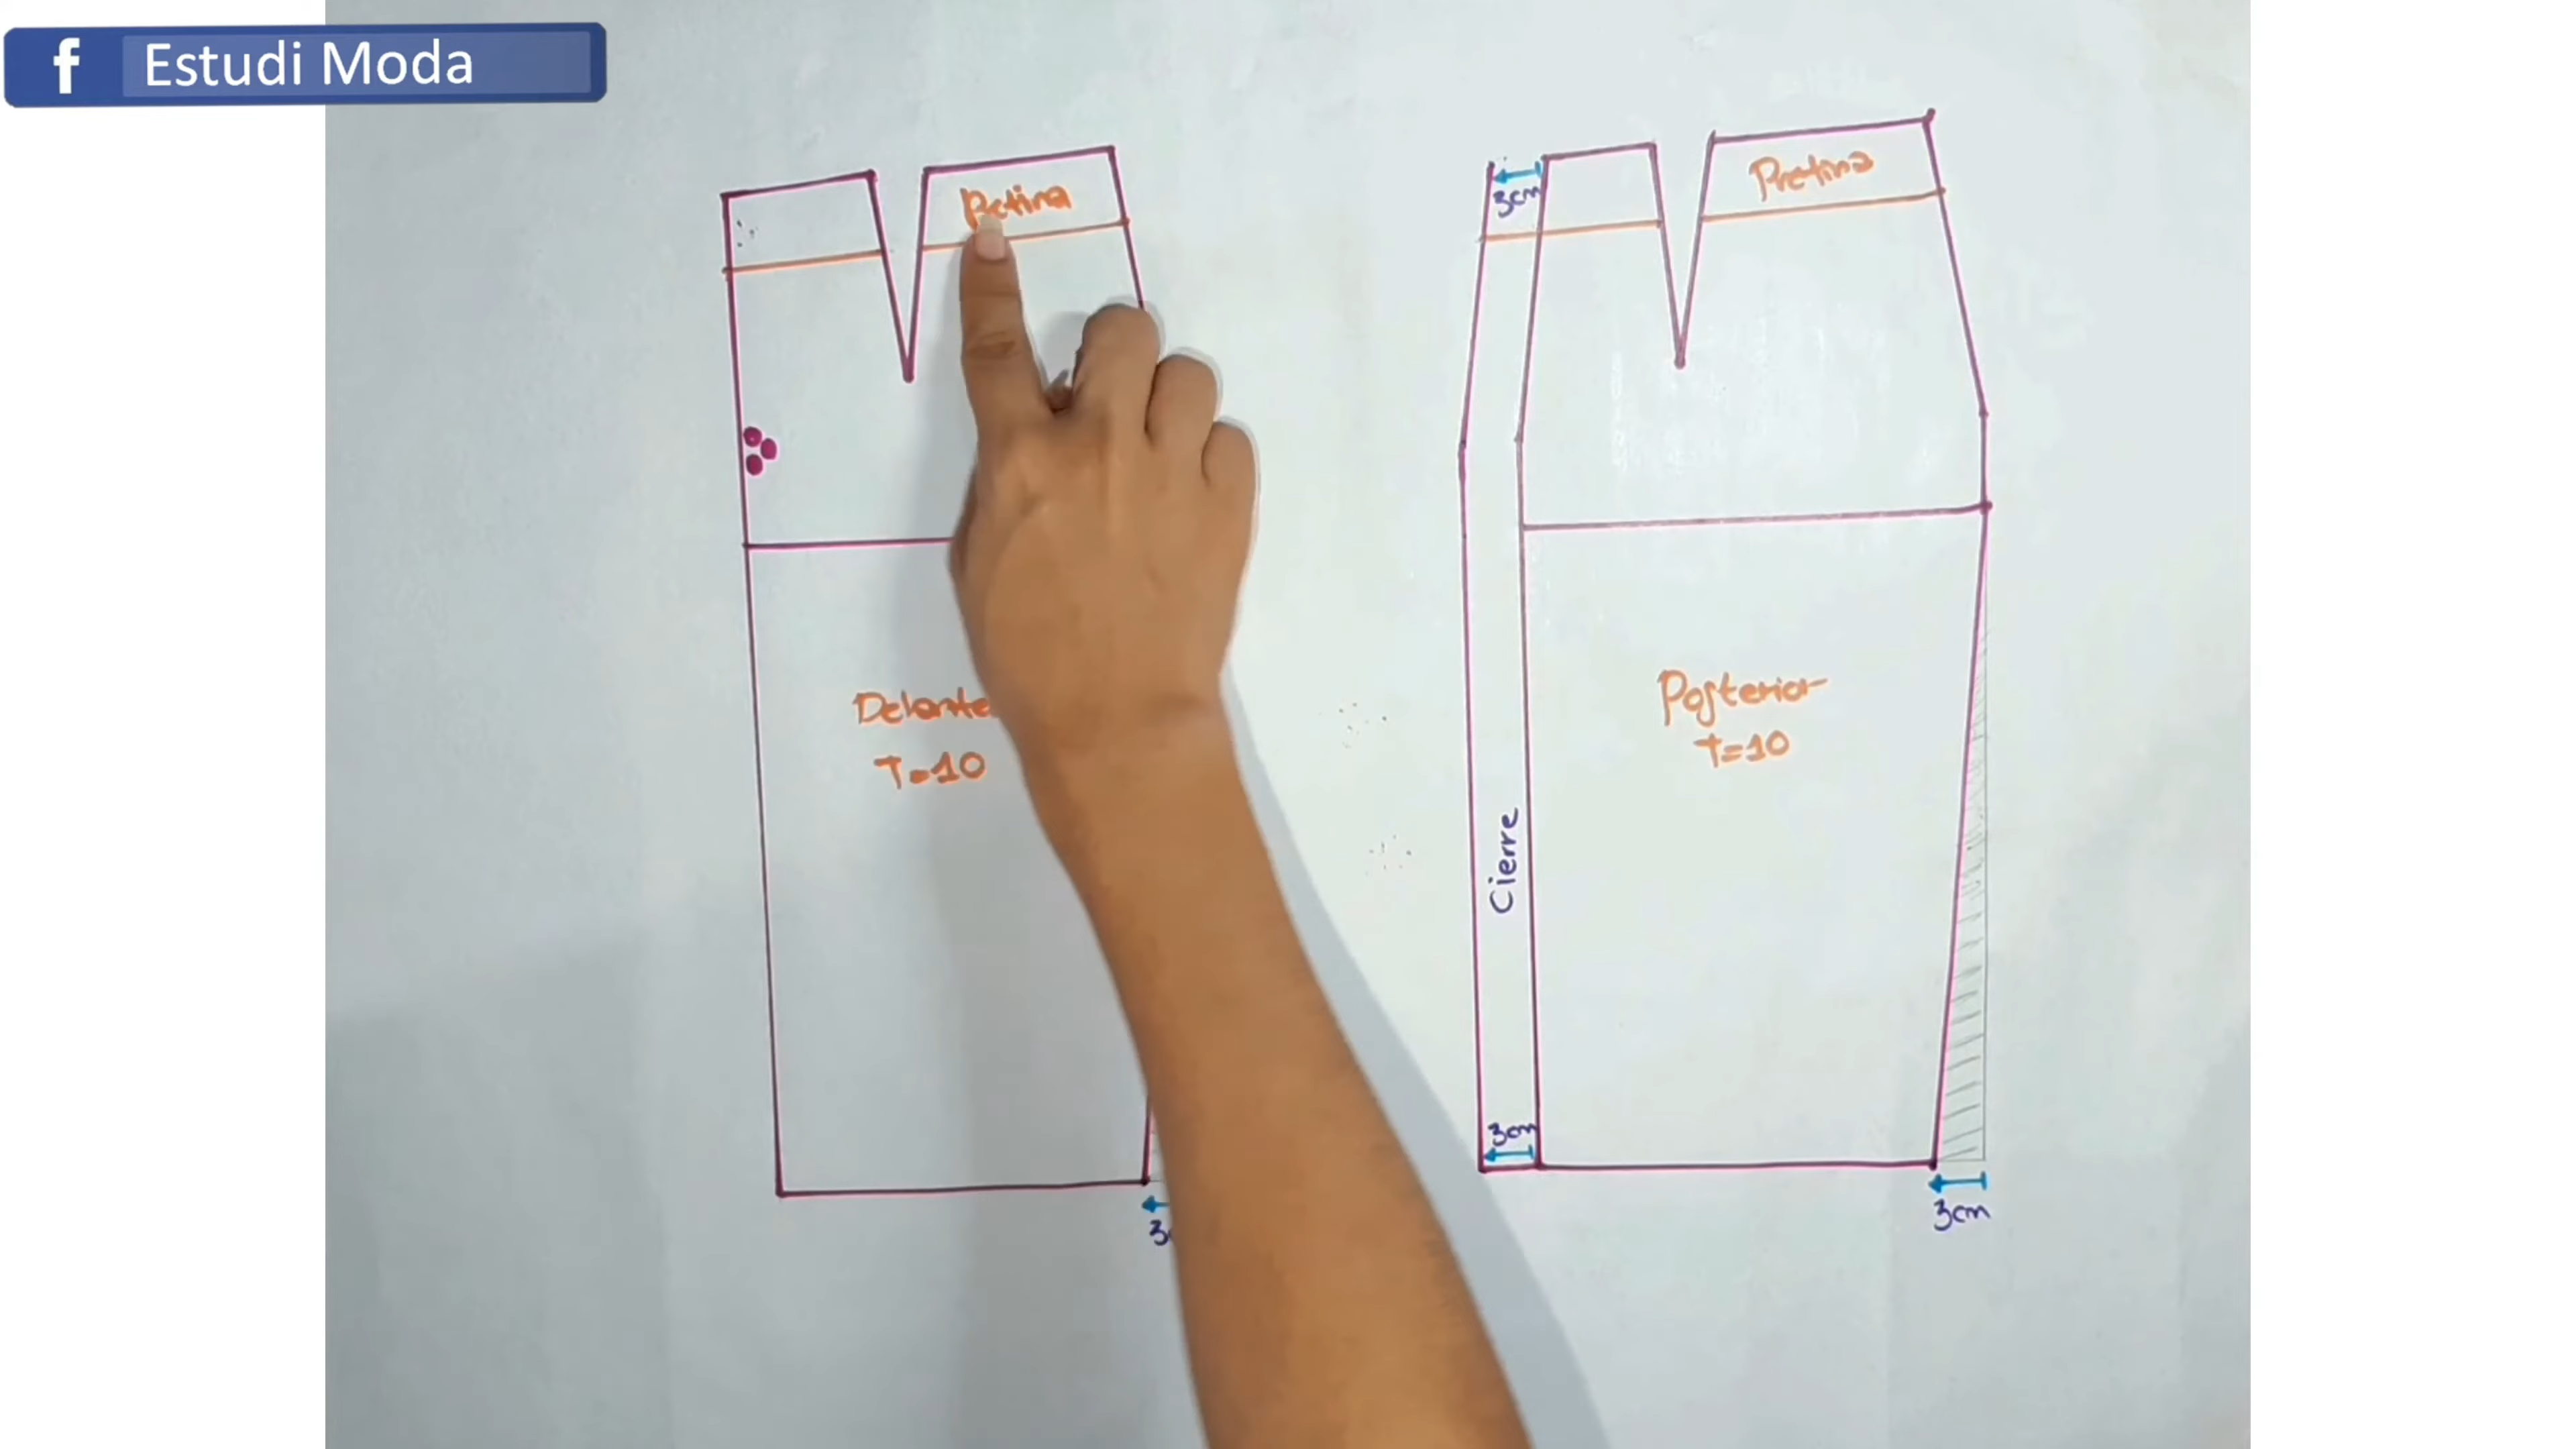 f Estudi Moda
Pretina
Delante
T=10
3cm
Pretina
Posterior
T=10
Cierre
3cm
3cm